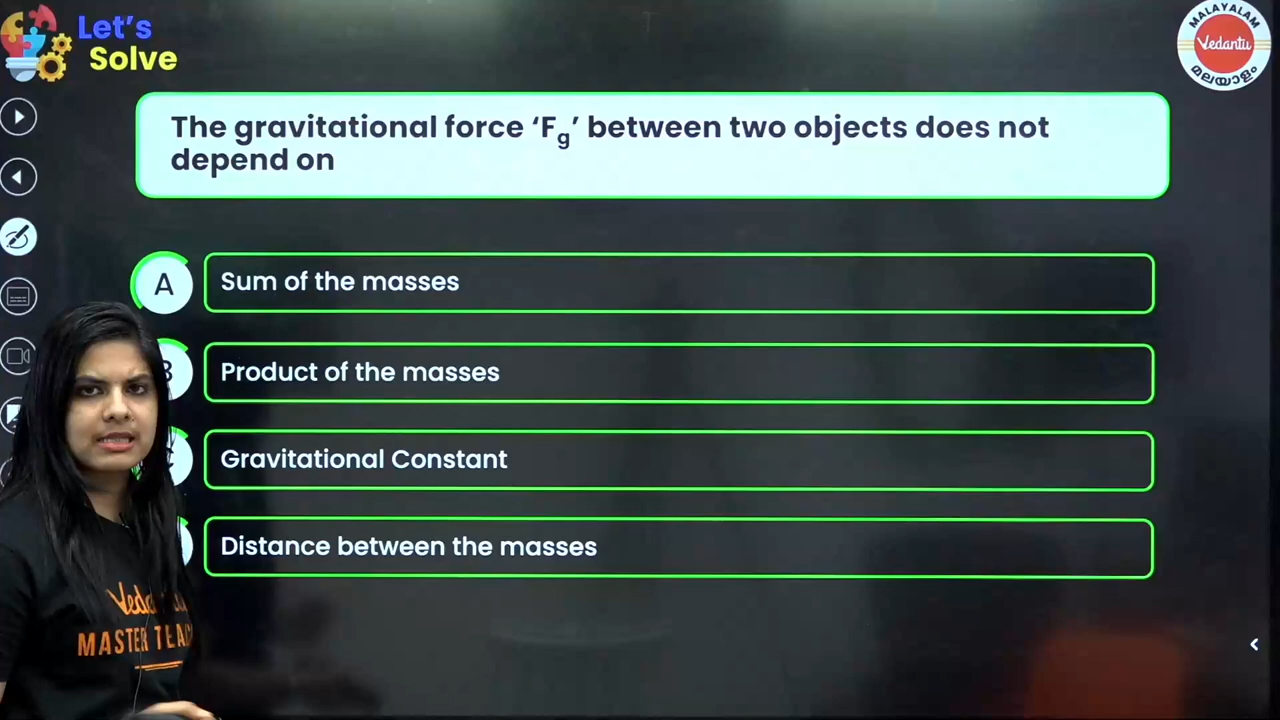 Let's
Solve
MALAYALAM
Vedantu
മലയാളം
The gravitational force ‘Fg’ between two objects does not
depend on
A
Sum of the masses
Product of the masses
Gravitational Constant
Distance between the masses
MASTER